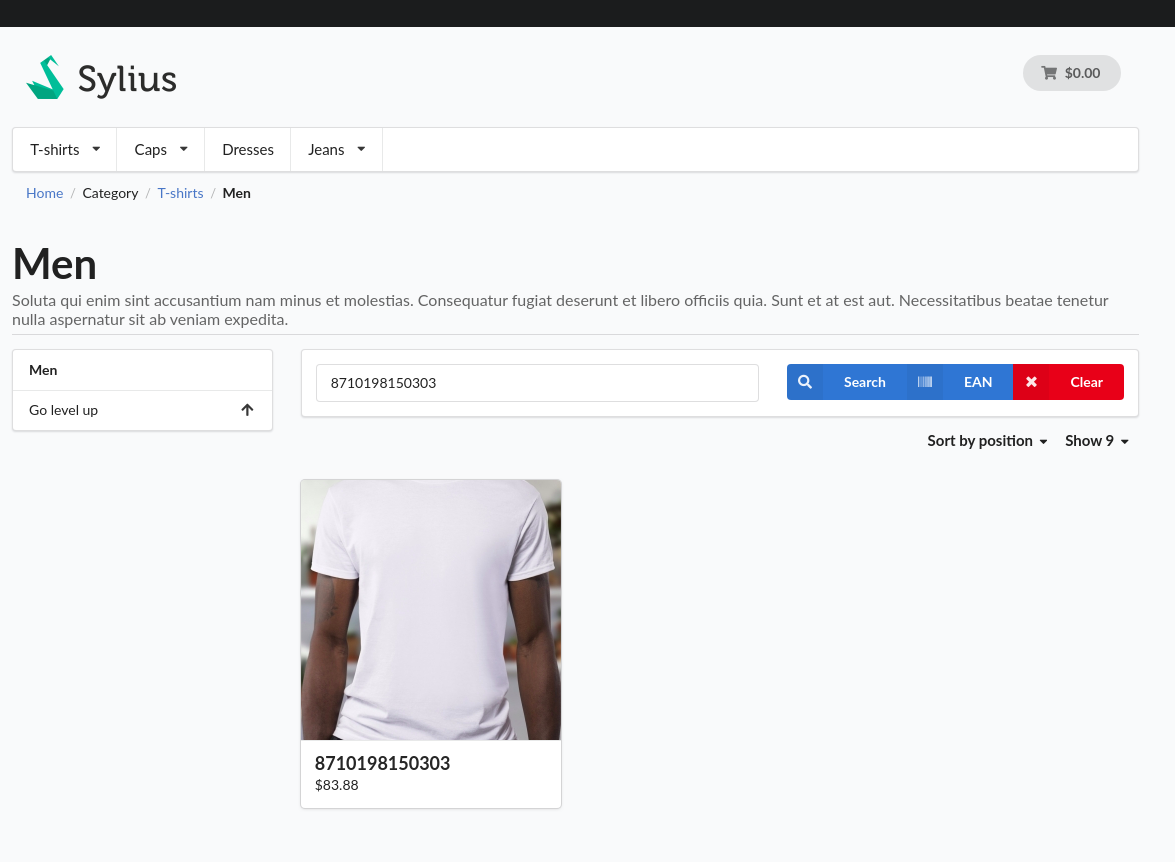 Sylius
$0.00
T-shirts Caps Dresses Jeans
Home / Category / T-shirts / Men
Men
Soluta qui enim sint accusantium nam minus et molestias. Consequatur fugiat deserunt et libero officiis quia. Sunt et at est aut. Necessitatibus beatae tenetur
nulla aspernatur sit ab veniam expedita.
Men
Go level up
8710198150303 Search EAN Clear
Sort by position Show 9
8710198150303
$83.88